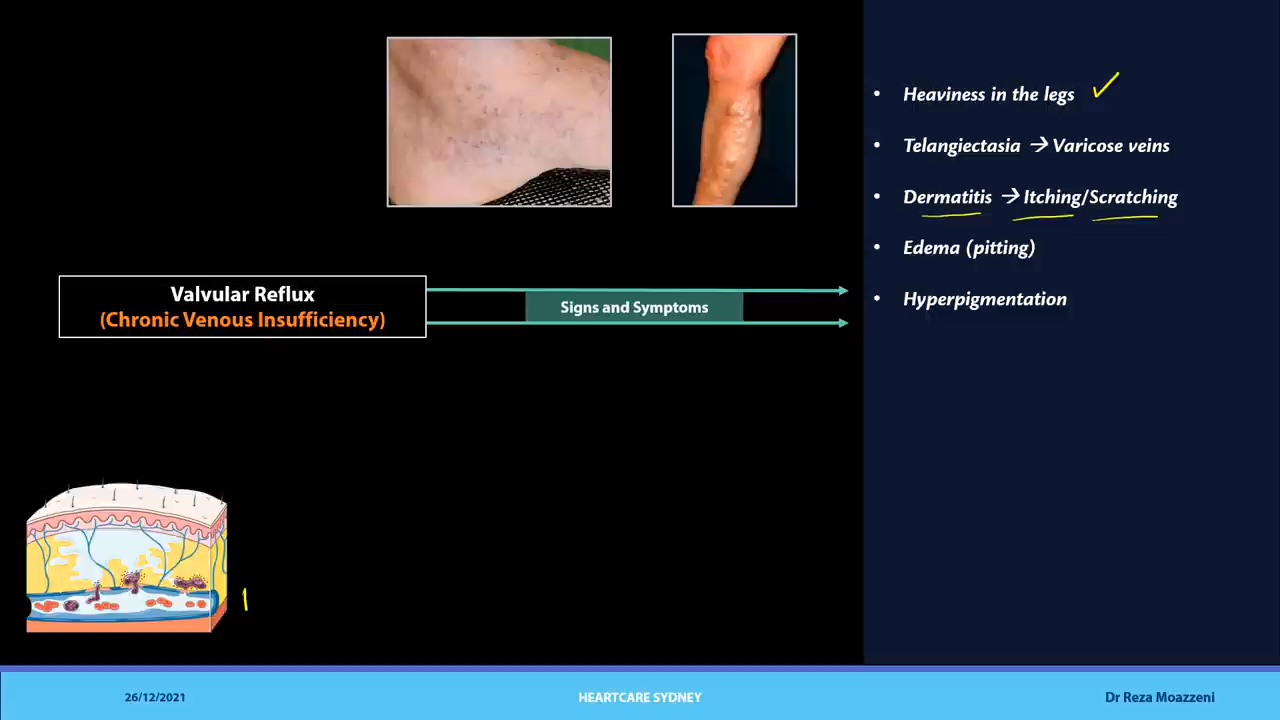 • Heaviness in the legs ✓
• Telangiectasia → Varicose veins
• Dermatitis → Itching/Scratching
• Edema (pitting)
• Hyperpigmentation
Valvular Reflux
(Chronic Venous Insufficiency)
Signs and Symptoms
26/12/2021
HEARTCARE SYDNEY
Dr Reza Moazzeni